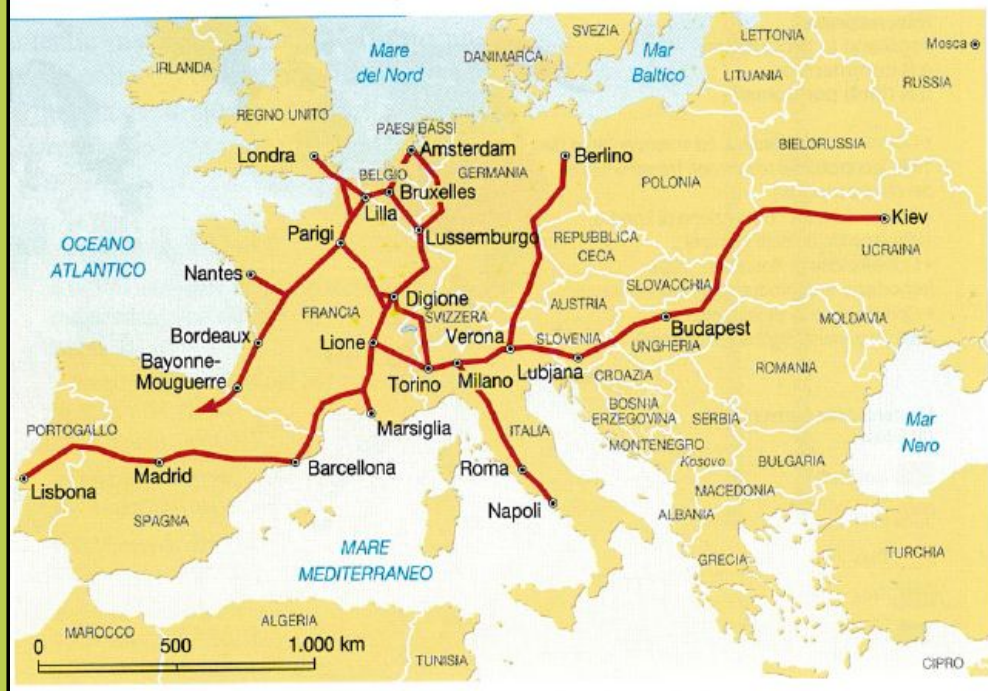 SVEZIA
LETTONIA
Mosca
Mare
del Nord
DANIMARCA
Mar
Baltico
IRLANDA
LITUANIA
RUSSIA
REGNO UNITO
PAESI BASSI
BIELORUSSIA
Londra
Amsterdam
Berlino
BELGIO
GERMANIA
POLONIA
Bruxelles
Lilla
Kiev
Parigi
Lussemburgo
OCEANO
ATLANTICO
REPUBBLICA
CECA
UCRAINA
Nantes
SLOVACCHIA
Digione
AUSTRIA
FRANCIA
SVIZZERA
MOLDAVIA
Bordeaux
Lione
Verona
SLOVENIA
Budapest
UNGHERIA
Bayonne-
Mouguerre
Torino
Milano
Lubjana
CROAZIA
ROMANIA
BOSNIA
ERZEGOVINA
SERBIA
Marsiglia
ITALIA
Mar
Nero
PORTOGALLO
MONTENEGRO
Kosovo
BULGARIA
Madrid
Barcellona
Roma
Lisbona
MACEDONIA
Napoli
ALBANIA
SPAGNA
MARE
MEDITERRANEO
GRECIA
TURCHIA
MAROCCO
ALGERIA
TUNISIA
CIPRO
0 500 1.000 km